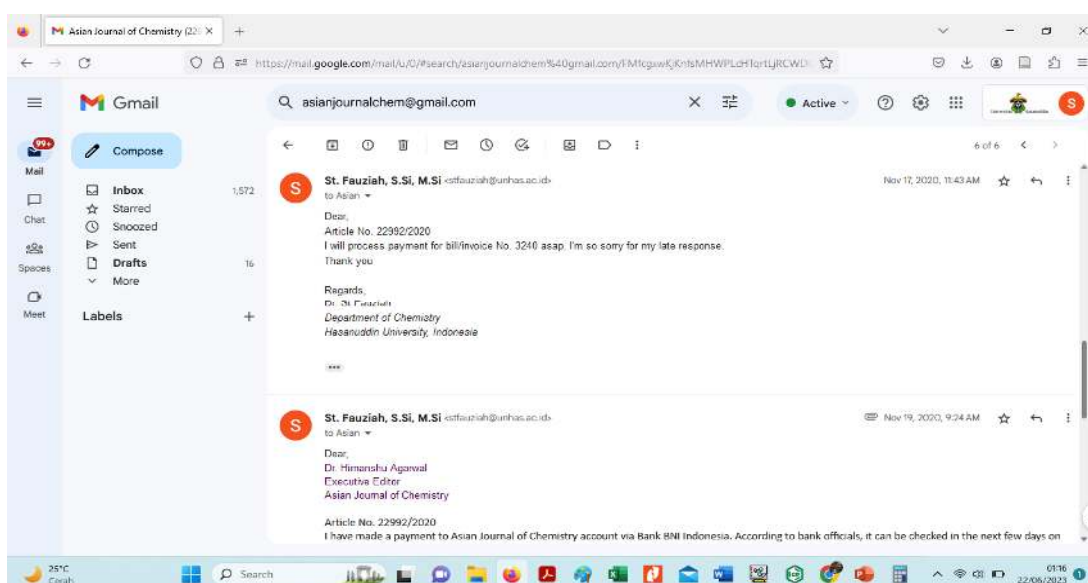 Asian Journal of Chemistry (229
https://mail.google.com/mail/u/0/#search/asianjournalchem%40gmail.com/
99+
Mail
Chat
Spaces
Meet
Gmail
Compose
Inbox 1,572
Starred
Snoozed
Sent
Drafts 16
More
Labels
asianjournalchem@gmail.com
Active
S
6 of 6
S
St. Fauziah, S.Si, M.Si <stfauziah@unhas.ac.id>
Nov 17, 2020, 11:43 AM
to Asian
Dear,
Article No. 22992/2020
I will process payment for bill/invoice No. 3240 asap. I'm so sorry for my late response.
Thank you
Regards,
Dr. St Fauziah
Department of Chemistry
Hasanuddin University, Indonesia
S
St. Fauziah, S.Si, M.Si <stfauziah@unhas.ac.id>
Nov 19, 2020, 9:24 AM
to Asian
Dear,
Dr. Himanshu Agarwal
Executive Editor
Asian Journal of Chemistry
Article No. 22992/2020
I have made a payment to Asian Journal of Chemistry account via Bank BNI Indonesia. According to bank officials, it can be checked in the next few days on
25°C
Cerah
Search
01:16
22/06/2023